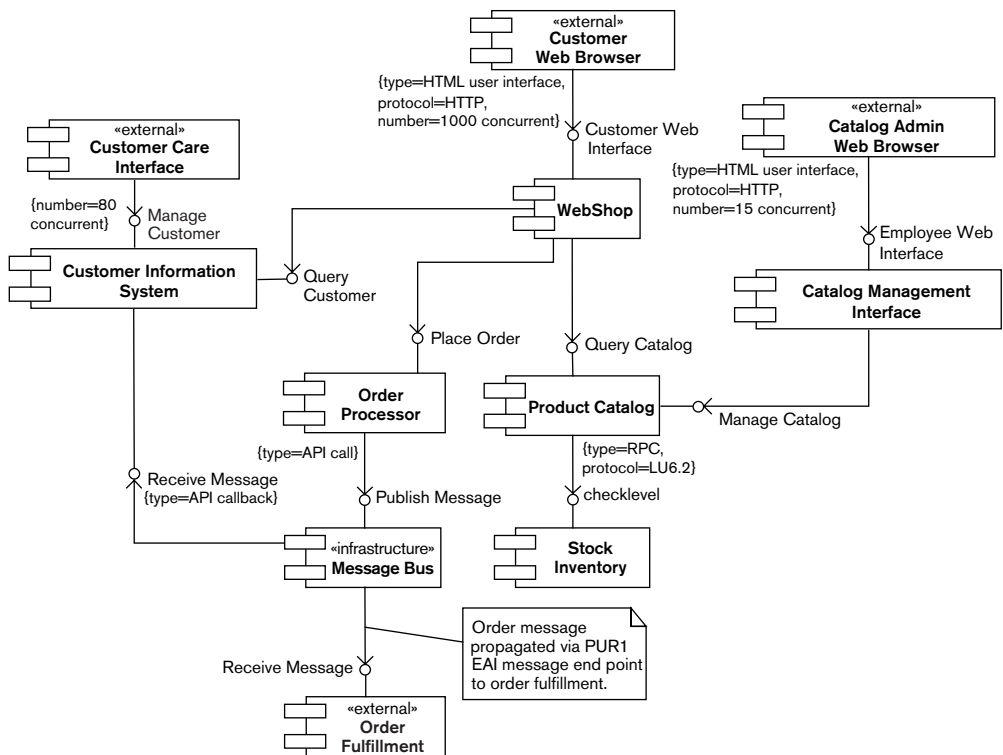 «external»
Customer
Web Browser
{type=HTML user interface,
protocol=HTTP,
number=1000 concurrent}
Customer Web
Interface
«external»
Catalog Admin
Web Browser
{type=HTML user interface,
protocol=HTTP,
number=15 concurrent}
Employee Web
Interface
«external»
Customer Care
Interface
{number=80
concurrent}
Manage
Customer
WebShop
Customer Information
System
Query
Customer
Catalog Management
Interface
Place Order
Query Catalog
Order
Processor
Product Catalog
Manage Catalog
{type=API call}
{type=RPC,
protocol=LU6.2}
Receive Message
{type=API callback}
Publish Message
checklevel
«infrastructure»
Message Bus
Stock
Inventory
Order message
propagated via PUR1
EAI message end point
to order fulfillment.
Receive Message
«external»
Order
Fulfillment